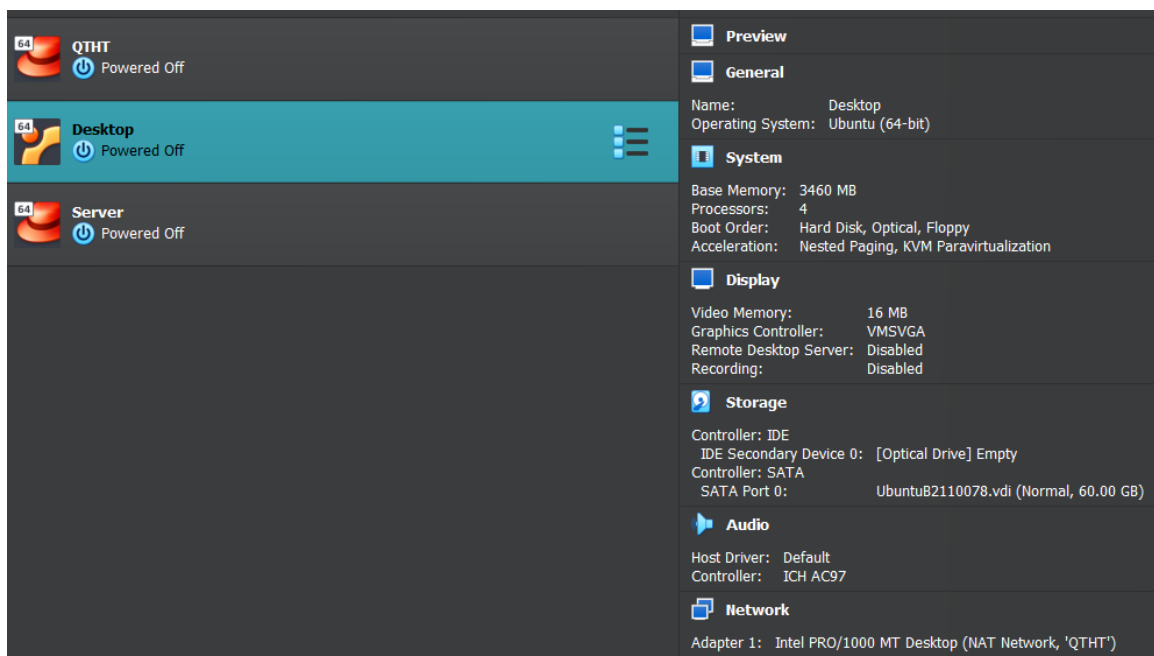 64
QTHT
Powered Off
64
Desktop
Powered Off
64
Server
Powered Off
Preview
General
Name: Desktop
Operating System: Ubuntu (64-bit)
System
Base Memory: 3460 MB
Processors: 4
Boot Order: Hard Disk, Optical, Floppy
Acceleration: Nested Paging, KVM Paravirtualization
Display
Video Memory: 16 MB
Graphics Controller: VMSVGA
Remote Desktop Server: Disabled
Recording: Disabled
Storage
Controller: IDE
IDE Secondary Device 0: [Optical Drive] Empty
Controller: SATA
SATA Port 0: UbuntuB2110078.vdi (Normal, 60.00 GB)
Audio
Host Driver: Default
Controller: ICH AC97
Network
Adapter 1: Intel PRO/1000 MT Desktop (NAT Network, 'QTHT')